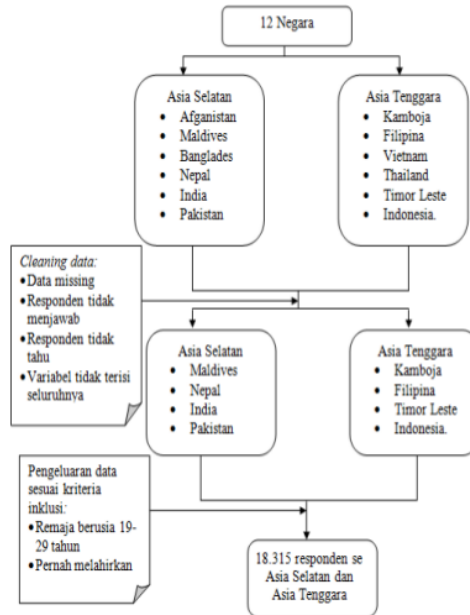 12 Negara
Asia Selatan
• Afganistan
• Maldives
• Banglades
• Nepal
• India
• Pakistan
Asia Tenggara
• Kamboja
• Filipina
• Vietnam
• Thailand
• Timor Leste
• Indonesia.
Cleaning data:
• Data missing
• Responden tidak
menjawab
• Responden tidak
tahu
• Variabel tidak terisi
seluruhnya
Asia Selatan
• Maldives
• Nepal
• India
• Pakistan
Asia Tenggara
• Kamboja
• Filipina
• Timor Leste
• Indonesia.
Pengeluaran data
sesuai kriteria
inklusi:
• Remaja berusia 19-
29 tahun
• Pernah melahirkan
18.315 responden se
Asia Selatan dan
Asia Tenggara